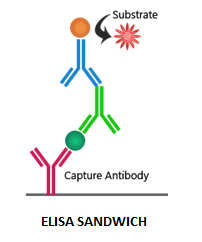 Substrate
Capture Antibody
ELISA SANDWICH